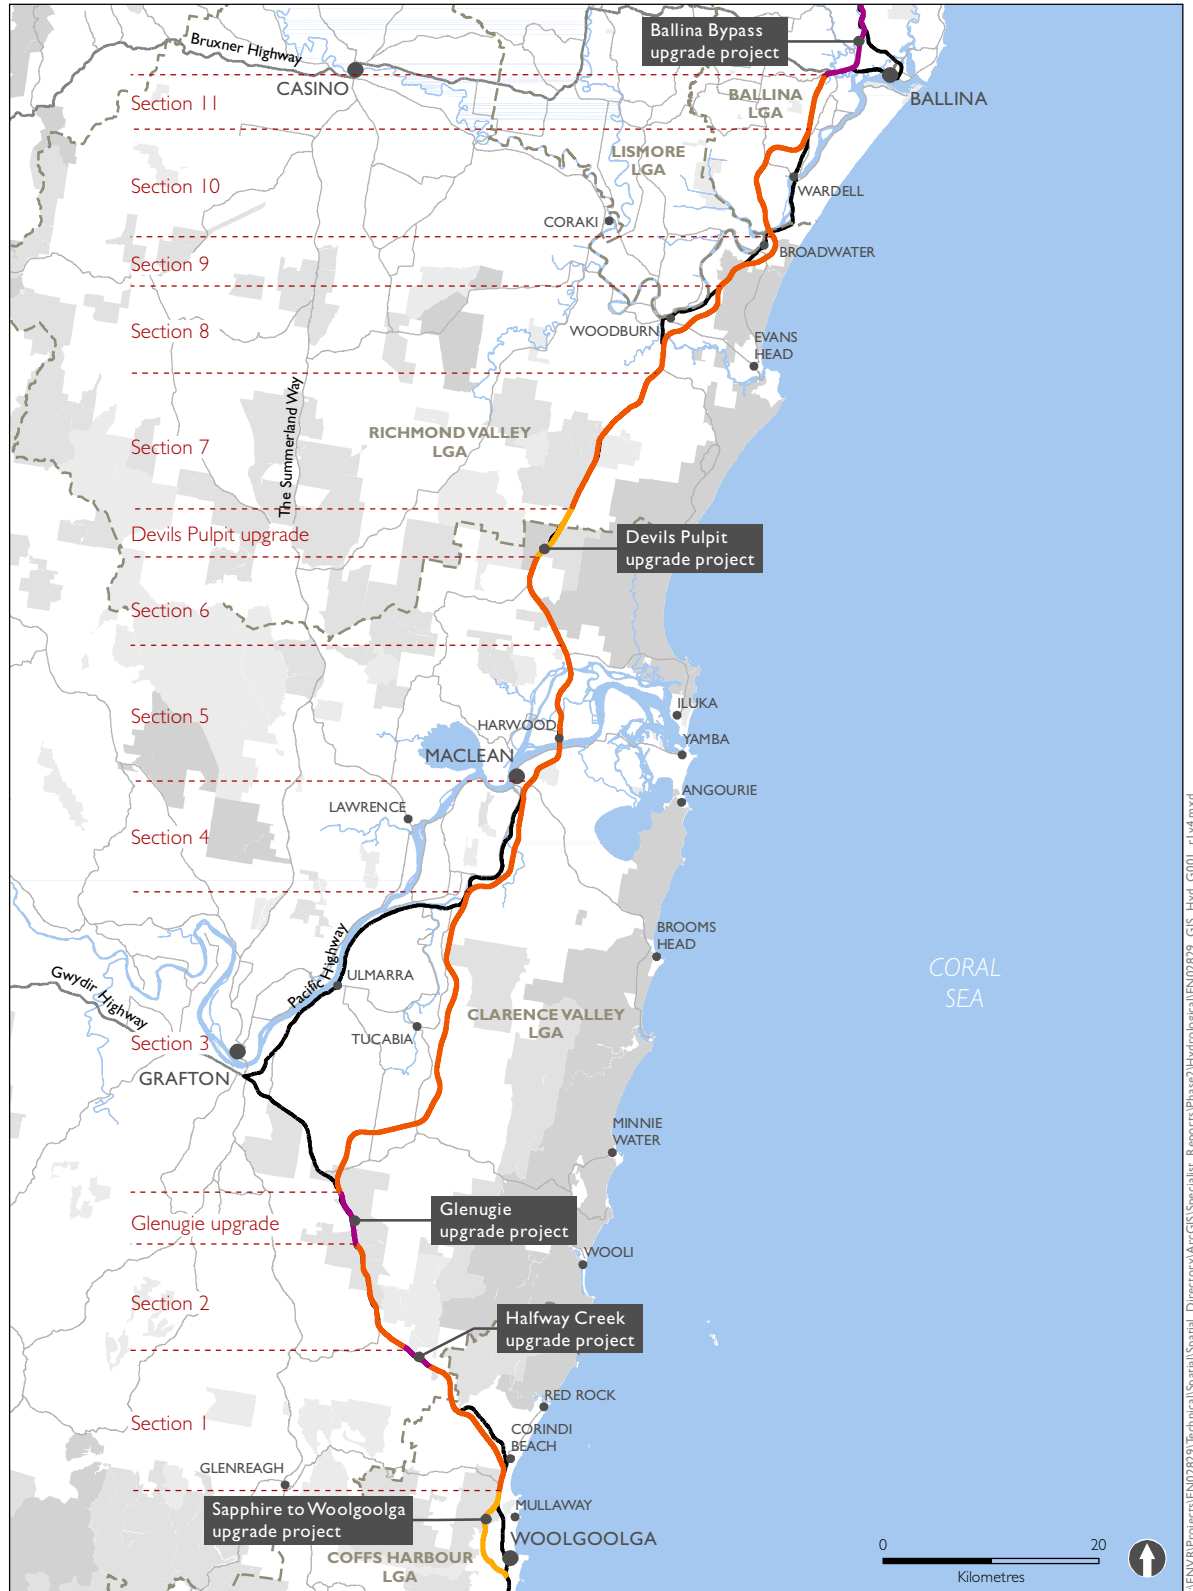 Ballina Bypass
upgrade project
Bruxner Highway
CASINO
BALLINA
LGA
BALLINA
Section 11
LISMORE
LGA
Section 10
WARDELL
CORAKI
BROADWATER
Section 9
Section 8
WOODBURN
EVANS
HEAD
The Summerland Way
RICHMOND VALLEY
LGA
Section 7
Devils Pulpit upgrade
Devils Pulpit
upgrade project
Section 6
ILUKA
Section 5
HARWOOD
YAMBA
MACLEAN
ANGOURIE
LAWRENCE
Section 4
BROOMS
HEAD
Pacific Highway
CORAL
SEA
Gwydir Highway
ULMARRA
CLARENCE VALLEY
LGA
Section 3
TUCABIA
GRAFTON
MINNIE
WATER
Glenugie upgrade
Glenugie
upgrade project
WOOLI
Section 2
Halfway Creek
upgrade project
RED ROCK
Section 1
CORINDI
BEACH
GLENREAGH
Sapphire to Woolgoolga
upgrade project
MULLAWAY
WOOLGOOLGA
COFFS HARBOUR
LGA
0 20
Kilometres